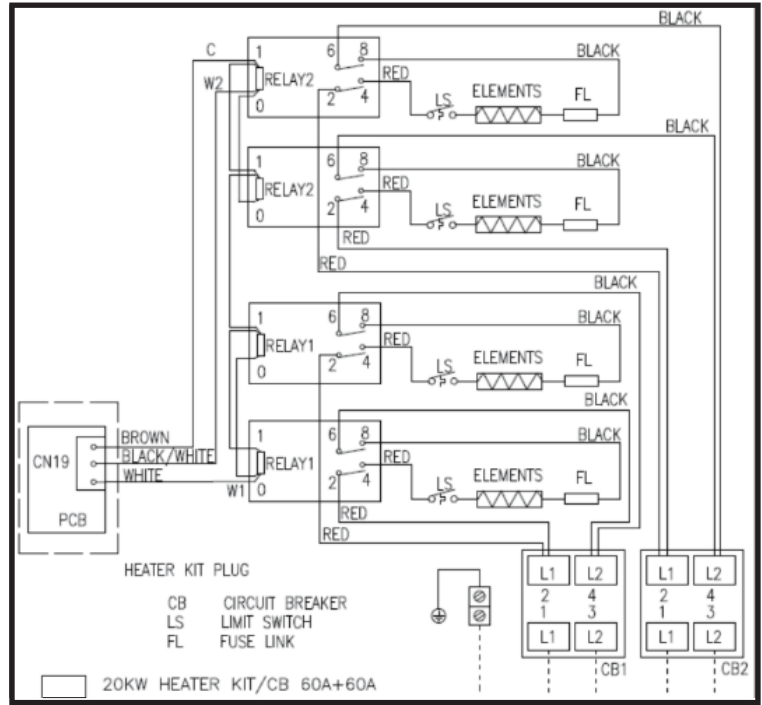 BLACK
C
1
6
8
BLACK
RED
W2
RELAY2
LS
ELEMENTS
FL
0
2
4
BLACK
1
6
8
BLACK
RED
RELAY2
LS
ELEMENTS
FL
0
2
4
RED
RED
BLACK
1
6
8
BLACK
RED
RELAY1
LS
ELEMENTS
FL
0
2
4
BLACK
1
6
8
BLACK
RED
RELAY1
LS
ELEMENTS
FL
W1
0
2
4
RED
RED
BROWN
CN19
BLACK/WHITE
WHITE
PCB
HEATER KIT PLUG
CB CIRCUIT BREAKER
LS LIMIT SWITCH
FL FUSE LINK
L1 L2 L1 L2
2 4 2 4
1 3 1 3
L1 L2 L1 L2
CB1 CB2
20KW HEATER KIT/CB 60A+60A